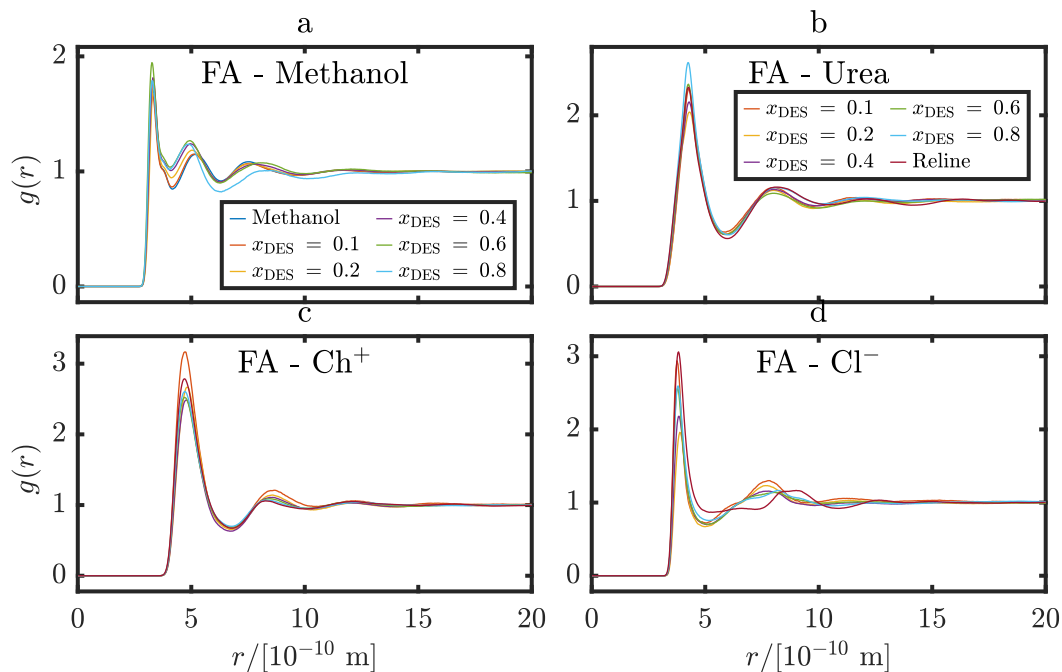 a
FA - Methanol
2
1
0
g(r)
Methanol
x_DES = 0.1
x_DES = 0.2
x_DES = 0.4
x_DES = 0.6
x_DES = 0.8
b
FA - Urea
2
1
0
x_DES = 0.1
x_DES = 0.2
x_DES = 0.4
x_DES = 0.6
x_DES = 0.8
Reline
c
FA - Ch⁺
3
2
1
0
g(r)
0 5 10 15 20
r/[10⁻¹⁰ m]
d
FA - Cl⁻
3
2
1
0
0 5 10 15 20
r/[10⁻¹⁰ m]